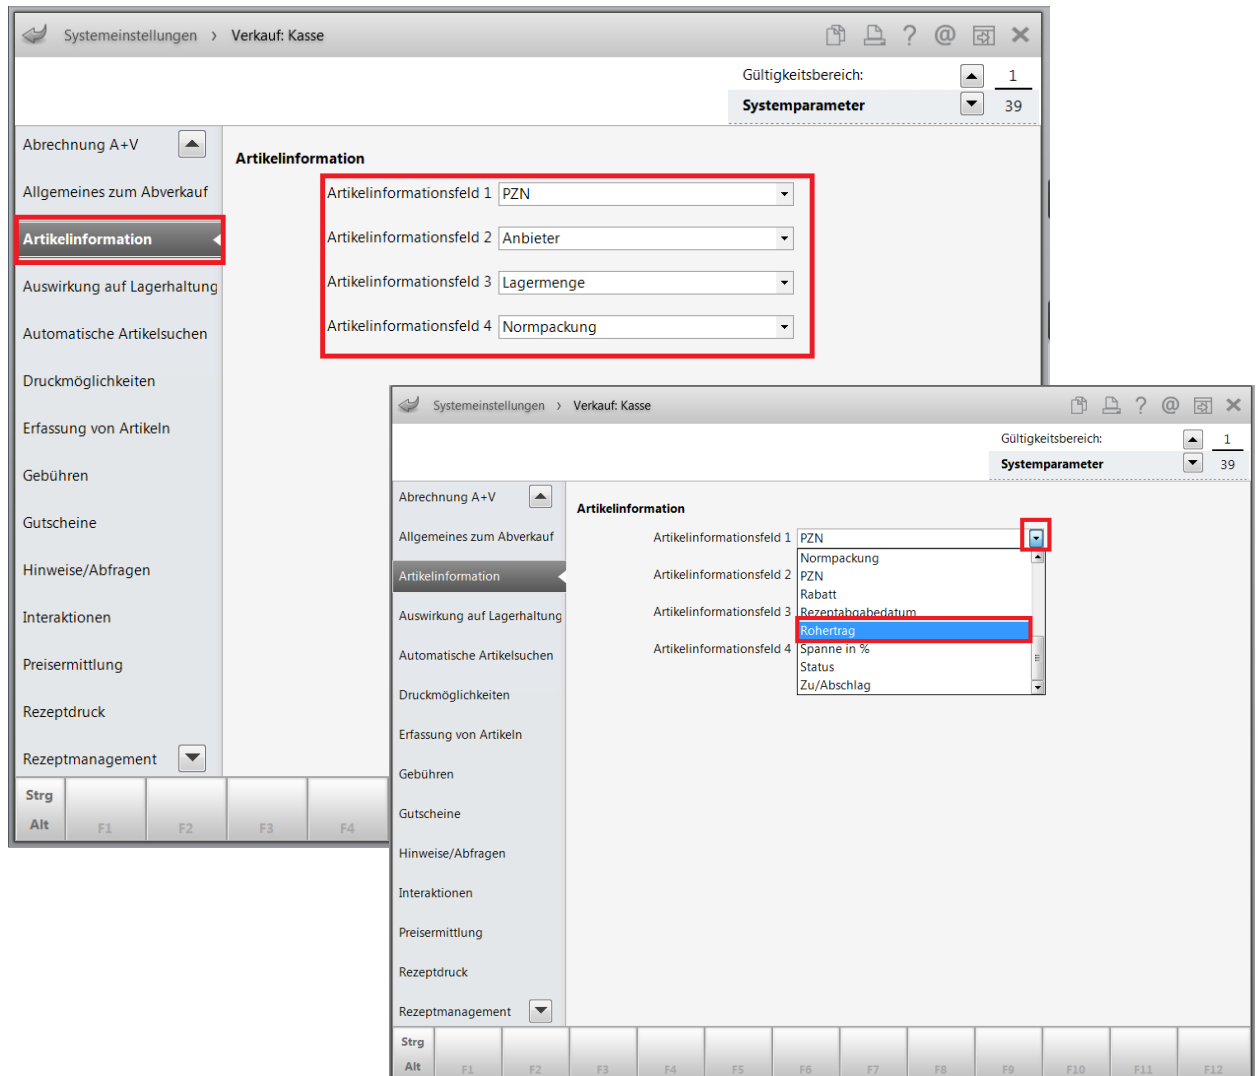 Systemeinstellungen > Verkauf: Kasse
? @
Gültigkeitsbereich: 1
Systemparameter 39
Abrechnung A+V
Allgemeines zum Abverkauf
Artikelinformation
Auswirkung auf Lagerhaltung
Automatische Artikelsuchen
Druckmöglichkeiten
Erfassung von Artikeln
Gebühren
Gutscheine
Hinweise/Abfragen
Interaktionen
Preisermittlung
Rezeptdruck
Rezeptmanagement
Artikelinformation
Artikelinformationsfeld 1 PZN
Artikelinformationsfeld 2 Anbieter
Artikelinformationsfeld 3 Lagermenge
Artikelinformationsfeld 4 Normpackung
Strg
Alt F1 F2 F3 F4
Systemeinstellungen > Verkauf: Kasse
? @
Gültigkeitsbereich: 1
Systemparameter 39
Abrechnung A+V
Allgemeines zum Abverkauf
Artikelinformation
Auswirkung auf Lagerhaltung
Automatische Artikelsuchen
Druckmöglichkeiten
Erfassung von Artikeln
Gebühren
Gutscheine
Hinweise/Abfragen
Interaktionen
Preisermittlung
Rezeptdruck
Rezeptmanagement
Artikelinformation
Artikelinformationsfeld 1 PZN
Artikelinformationsfeld 2
Artikelinformationsfeld 3
Artikelinformationsfeld 4
Normpackung
PZN
Rabatt
Rezeptabgabedatum
Rohertrag
Spanne in %
Status
Zu/Abschlag
Strg
Alt F1 F2 F3 F4 F5 F6 F7 F8 F9 F10 F11 F12